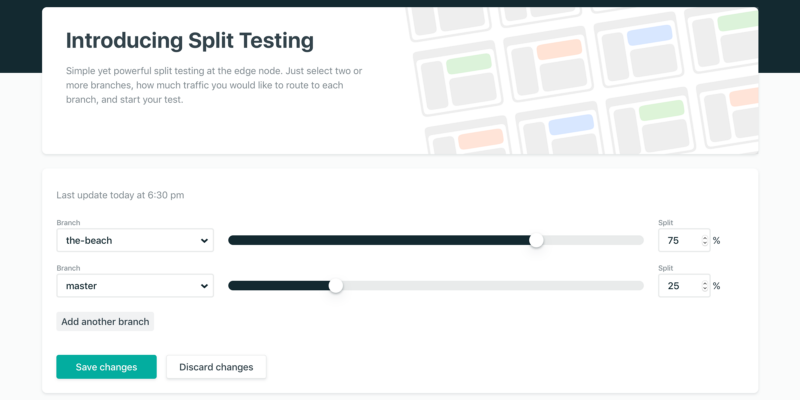 Introducing Split Testing
Simple yet powerful split testing at the edge node. Just select two or
more branches, how much traffic you would like to route to each
branch, and start your test.
Last update today at 6:30 pm
Branch
Split
the-beach
75
%
Branch
Split
master
25
%
Add another branch
Save changes
Discard changes